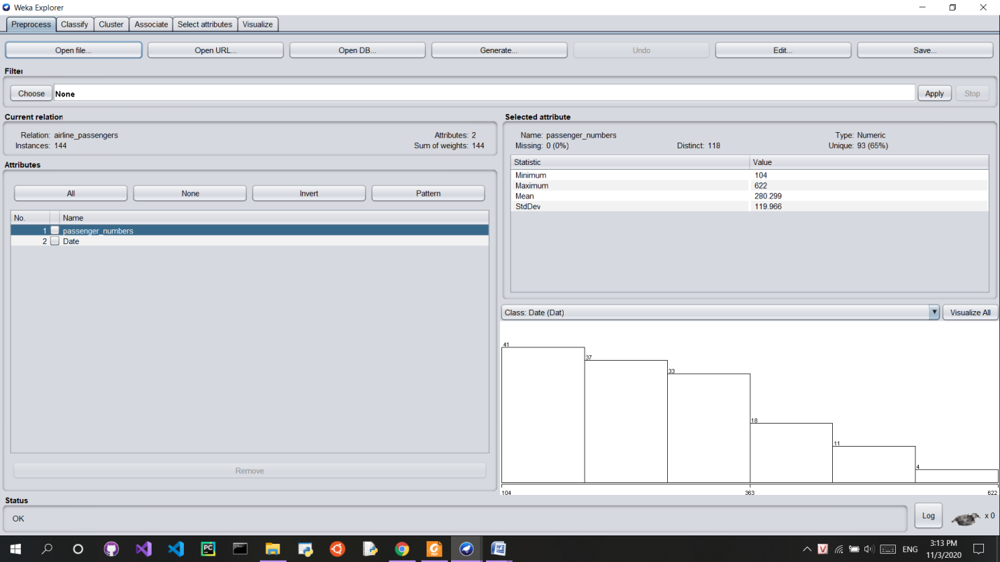 Weka Explorer
Preprocess Classify Cluster Associate Select attributes Visualize
Open file... Open URL... Open DB... Generate... Undo Edit... Save...
Filter
Choose None Apply Stop
Current relation
Relation: airline_passengers Attributes: 2
Instances: 144 Sum of weights: 144
Attributes
All None Invert Pattern
No. Name
1 passenger_numbers
2 Date
Remove
Selected attribute
Name: passenger_numbers Type: Numeric
Missing: 0 (0%) Distinct: 118 Unique: 93 (65%)
Statistic Value
Minimum 104
Maximum 622
Mean 280.299
StdDev 119.966
Class: Date (Dat) Visualize All
41
37
33
18
11
4
104 363 622
Status
OK
Log x 0
PC
V ENG 3:13 PM
11/3/2020